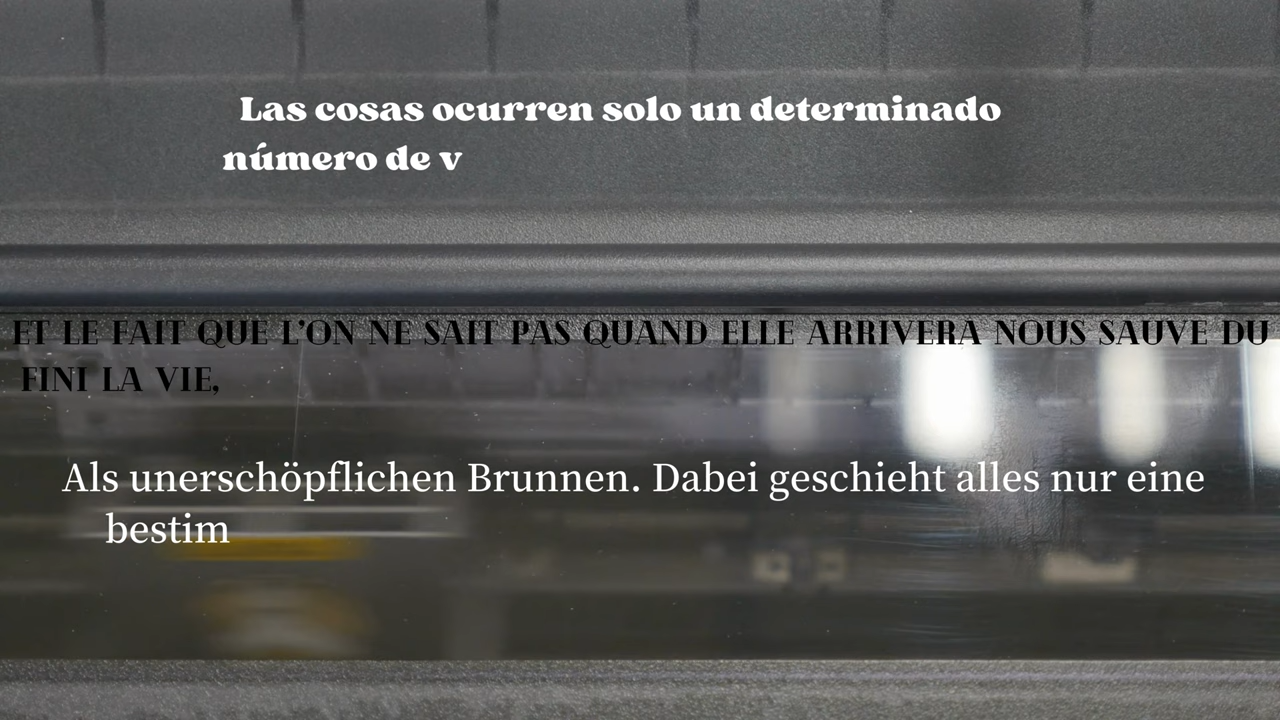 Las cosas ocurren solo un determinado
número de v
ET LE FAIT QUE L'ON NE SAIT PAS QUAND ELLE ARRIVERA NOUS SAUVE DU
FINI LA VIE,
Als unerschöpflichen Brunnen. Dabei geschieht alles nur eine
bestim